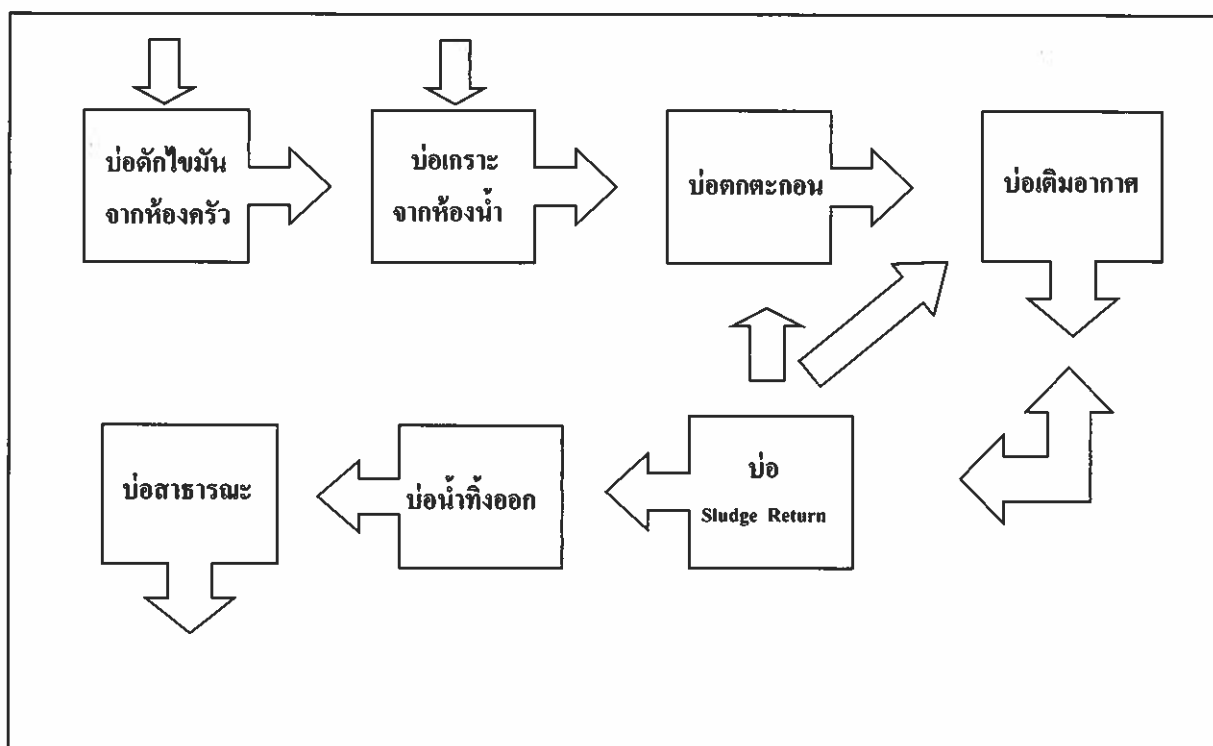 บ่อดักไขมัน
จากห้องครัว
บ่อเกราะ
จากห้องน้ำ
บ่อตกตะกอน
บ่อเติมอากาศ
บ่อสาธารณะ
บ่อน้ำทิ้งออก
บ่อ
Sludge Return